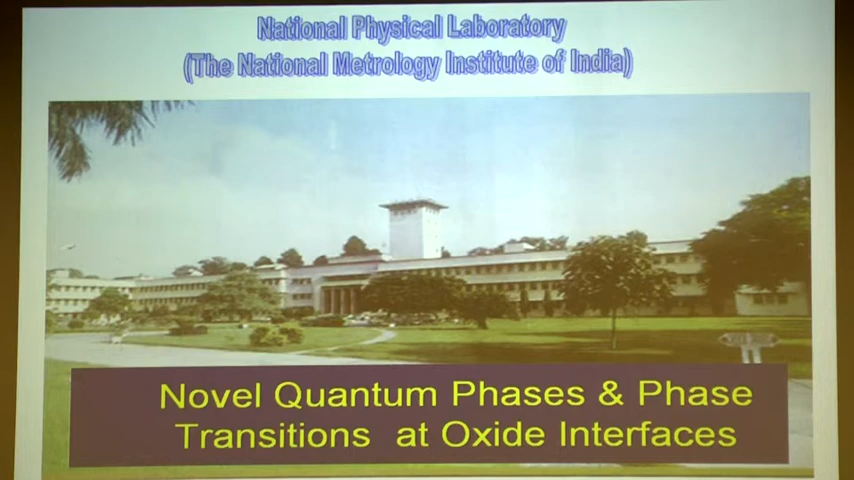 National Physical Laboratory
(The National Metrology Institute of India)
Novel Quantum Phases & Phase
Transitions at Oxide Interfaces